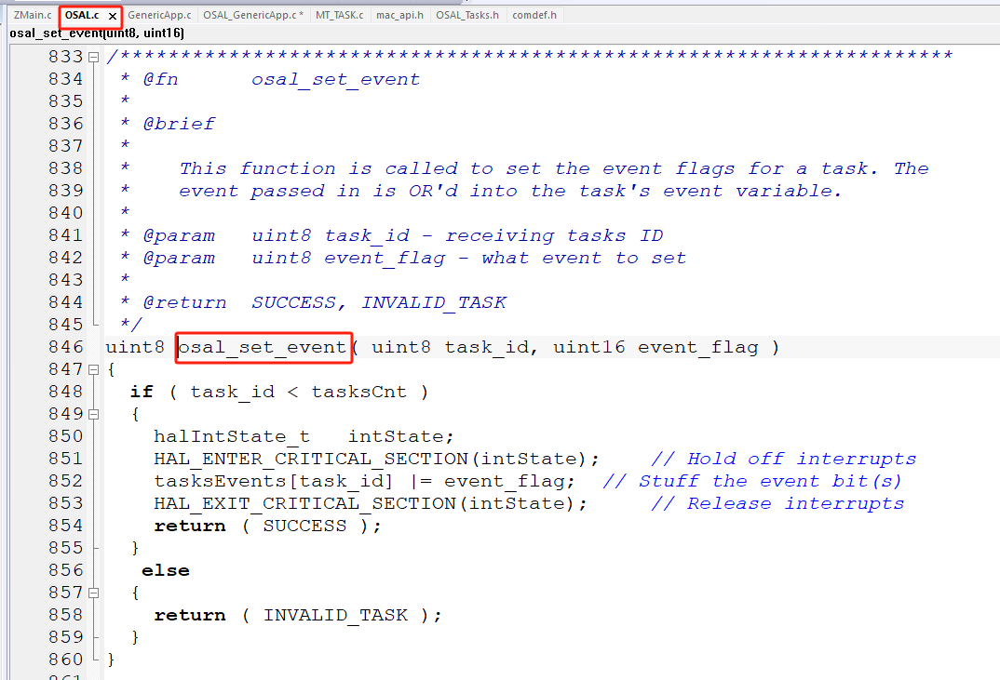 ZMain.c OSAL.c × GenericApp.c OSAL_GenericApp.c * MT_TASK.c mac_api.h OSAL_Tasks.h comdef.h
osal_set_event(uint8, uint16)
833 /*********************************************************************
834 * @fn osal_set_event
835 *
836 * @brief
837 *
838 * This function is called to set the event flags for a task. The
839 * event passed in is OR'd into the task's event variable.
840 *
841 * @param uint8 task_id - receiving tasks ID
842 * @param uint8 event_flag - what event to set
843 *
844 * @return SUCCESS, INVALID_TASK
845 */
846 uint8 osal_set_event( uint8 task_id, uint16 event_flag )
847 {
848 if ( task_id < tasksCnt )
849 {
850 halIntState_t intState;
851 HAL_ENTER_CRITICAL_SECTION(intState); // Hold off interrupts
852 tasksEvents[task_id] |= event_flag; // Stuff the event bit(s)
853 HAL_EXIT_CRITICAL_SECTION(intState); // Release interrupts
854 return ( SUCCESS );
855 }
856 else
857 {
858 return ( INVALID_TASK );
859 }
860 }
861